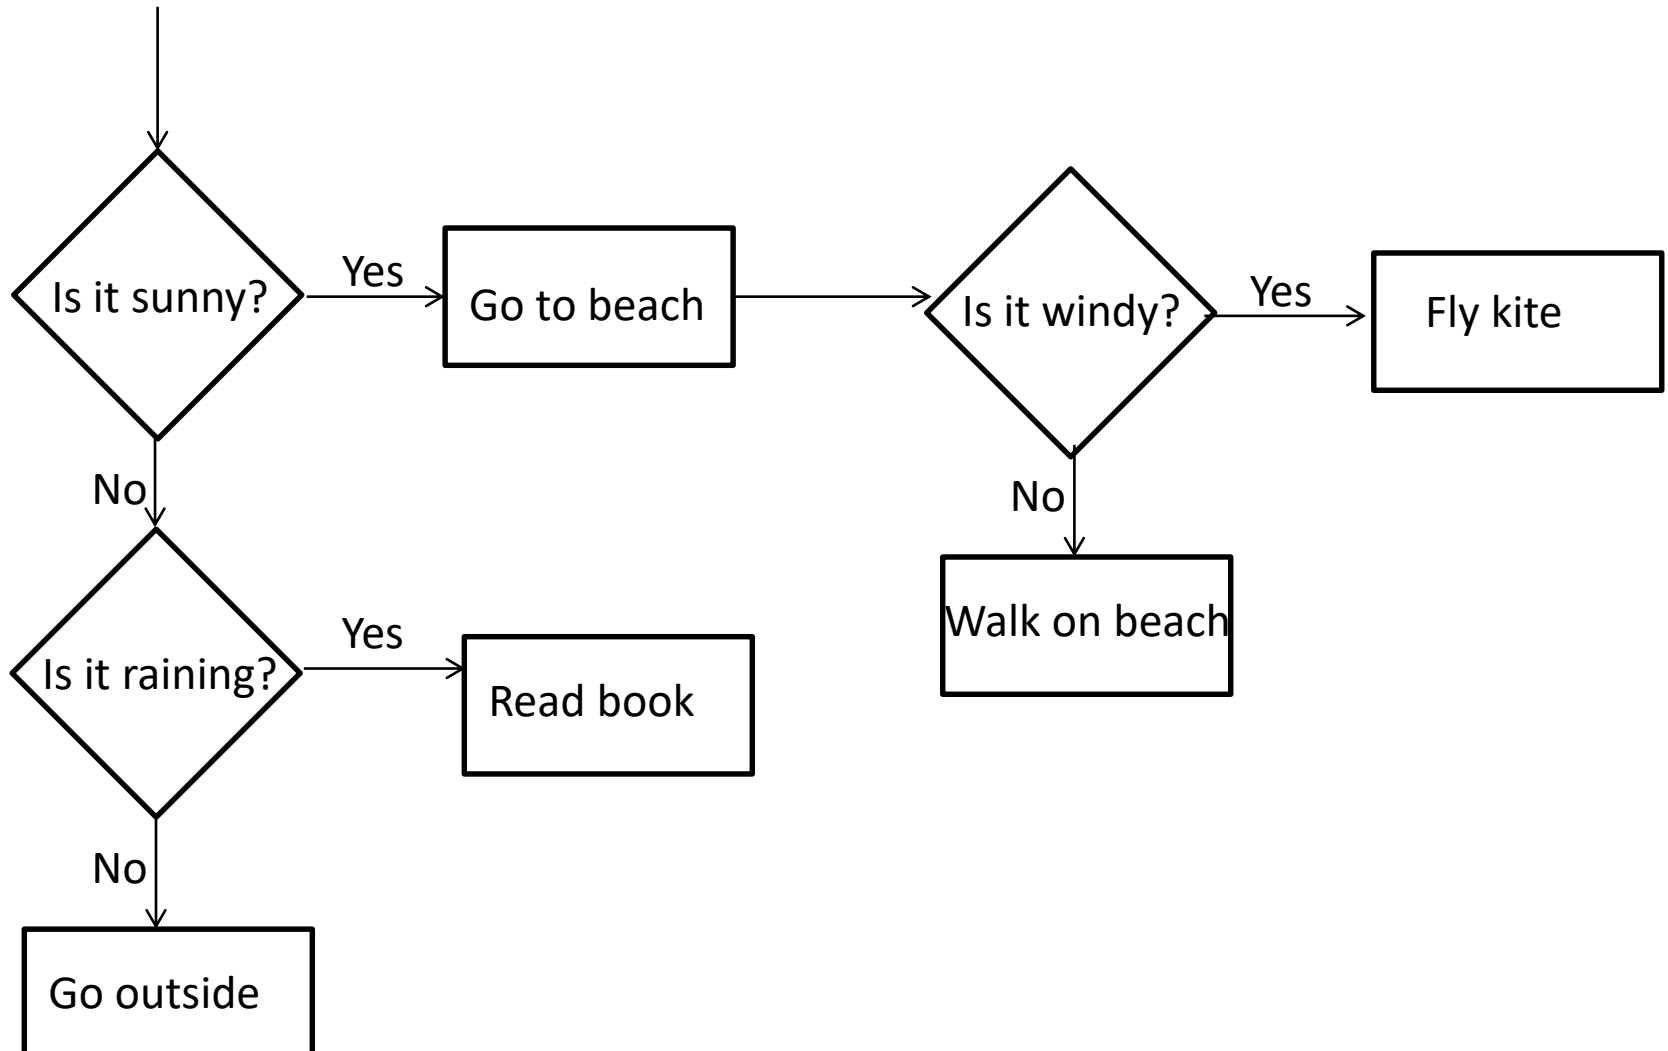 Is it sunny?
Yes
Go to beach
Is it windy?
Yes
Fly kite
No
No
Walk on beach
Is it raining?
Yes
Read book
No
Go outside